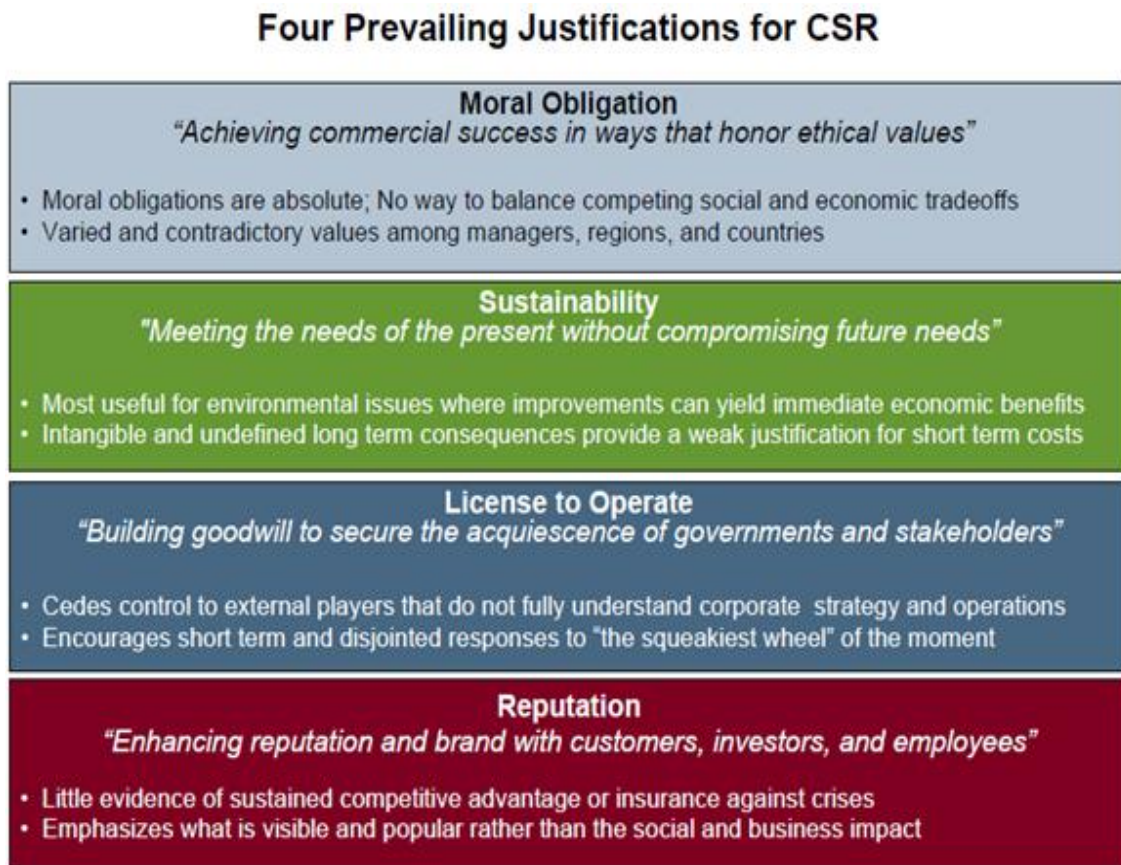 Four Prevailing Justifications for CSR
Moral Obligation
“Achieving commercial success in ways that honor ethical values”
• Moral obligations are absolute; No way to balance competing social and economic tradeoffs
• Varied and contradictory values among managers, regions, and countries
Sustainability
"Meeting the needs of the present without compromising future needs”
• Most useful for environmental issues where improvements can yield immediate economic benefits
• Intangible and undefined long term consequences provide a weak justification for short term costs
License to Operate
“Building goodwill to secure the acquiescence of governments and stakeholders”
• Cedes control to external players that do not fully understand corporate strategy and operations
• Encourages short term and disjointed responses to “the squeakiest wheel” of the moment
Reputation
“Enhancing reputation and brand with customers, investors, and employees”
• Little evidence of sustained competitive advantage or insurance against crises
• Emphasizes what is visible and popular rather than the social and business impact